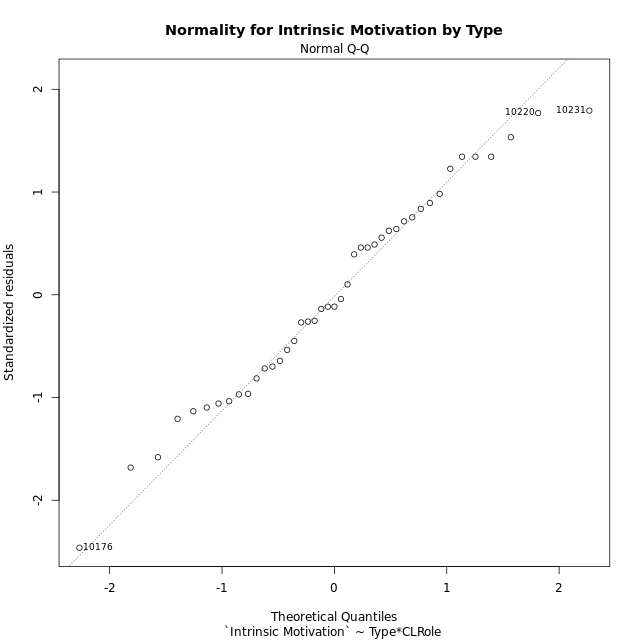 Normality for Intrinsic Motivation by Type
Normal Q-Q
2
1
0
-1
-2
Standardized residuals
10220
10231
10176
-2
-1
0
1
2
Theoretical Quantiles
`Intrinsic Motivation` ~ Type*CLRole